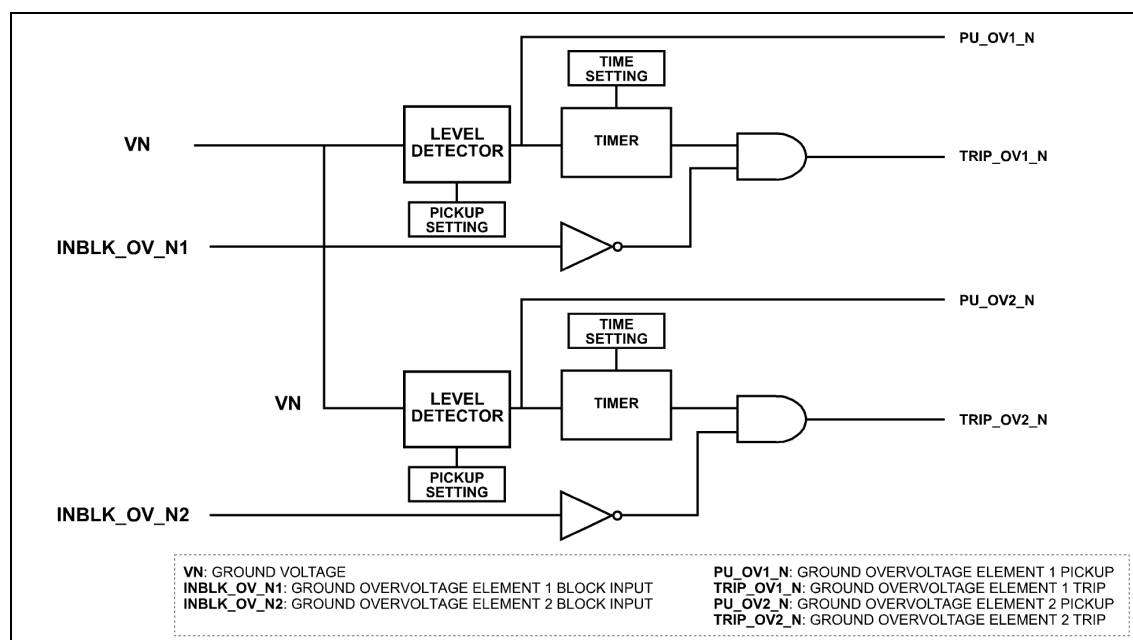 PU_OV1_N
TIME
SETTING
VN
LEVEL
DETECTOR
TIMER
TRIP_OV1_N
PICKUP
SETTING
INBLK_OV_N1
PU_OV2_N
TIME
SETTING
VN
LEVEL
DETECTOR
TIMER
TRIP_OV2_N
PICKUP
SETTING
INBLK_OV_N2
VN: GROUND VOLTAGE
INBLK_OV_N1: GROUND OVERVOLTAGE ELEMENT 1 BLOCK INPUT
INBLK_OV_N2: GROUND OVERVOLTAGE ELEMENT 2 BLOCK INPUT
PU_OV1_N: GROUND OVERVOLTAGE ELEMENT 1 PICKUP
TRIP_OV1_N: GROUND OVERVOLTAGE ELEMENT 1 TRIP
PU_OV2_N: GROUND OVERVOLTAGE ELEMENT 2 PICKUP
TRIP_OV2_N: GROUND OVERVOLTAGE ELEMENT 2 TRIP